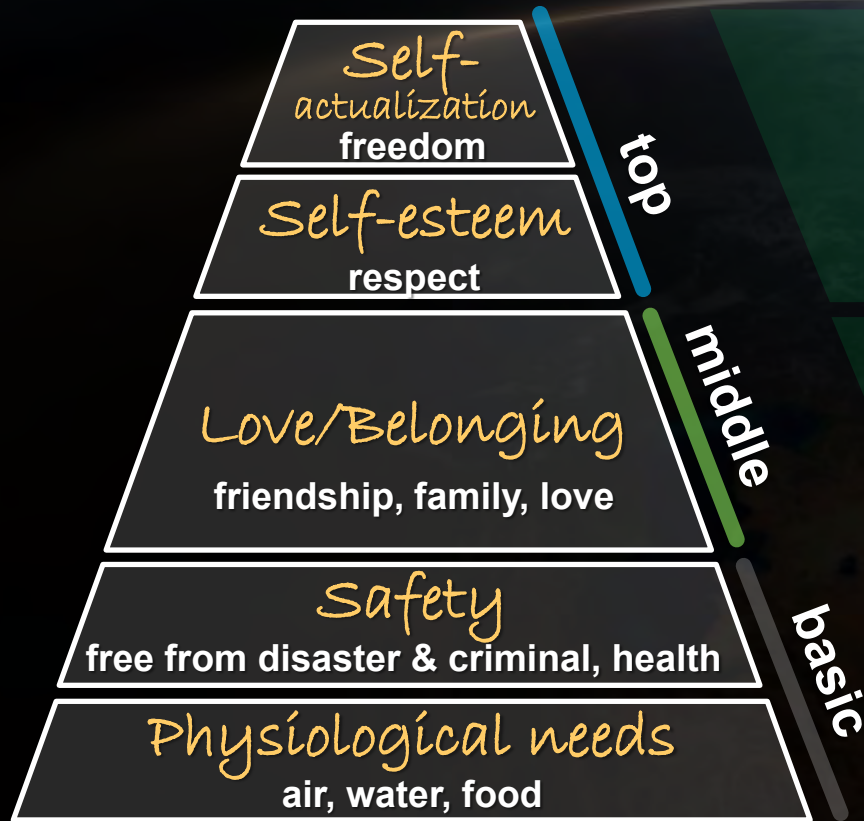 Self-
actualization
freedom
top
Self-esteem
respect
middle
Love/Belonging
friendship, family, love
Safety
free from disaster & criminal, health
basic
Physiological needs
air, water, food